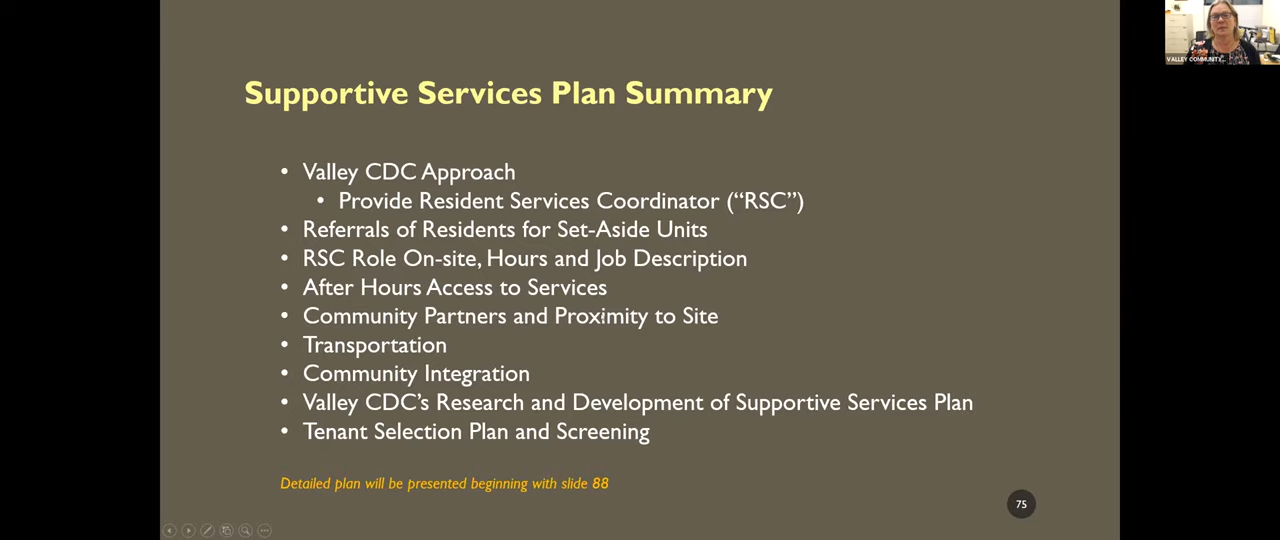 VALLEY COMMUNITY...
Supportive Services Plan Summary
• Valley CDC Approach
• Provide Resident Services Coordinator (“RSC”)
• Referrals of Residents for Set-Aside Units
• RSC Role On-site, Hours and Job Description
• After Hours Access to Services
• Community Partners and Proximity to Site
• Transportation
• Community Integration
• Valley CDC’s Research and Development of Supportive Services Plan
• Tenant Selection Plan and Screening
Detailed plan will be presented beginning with slide 88
75